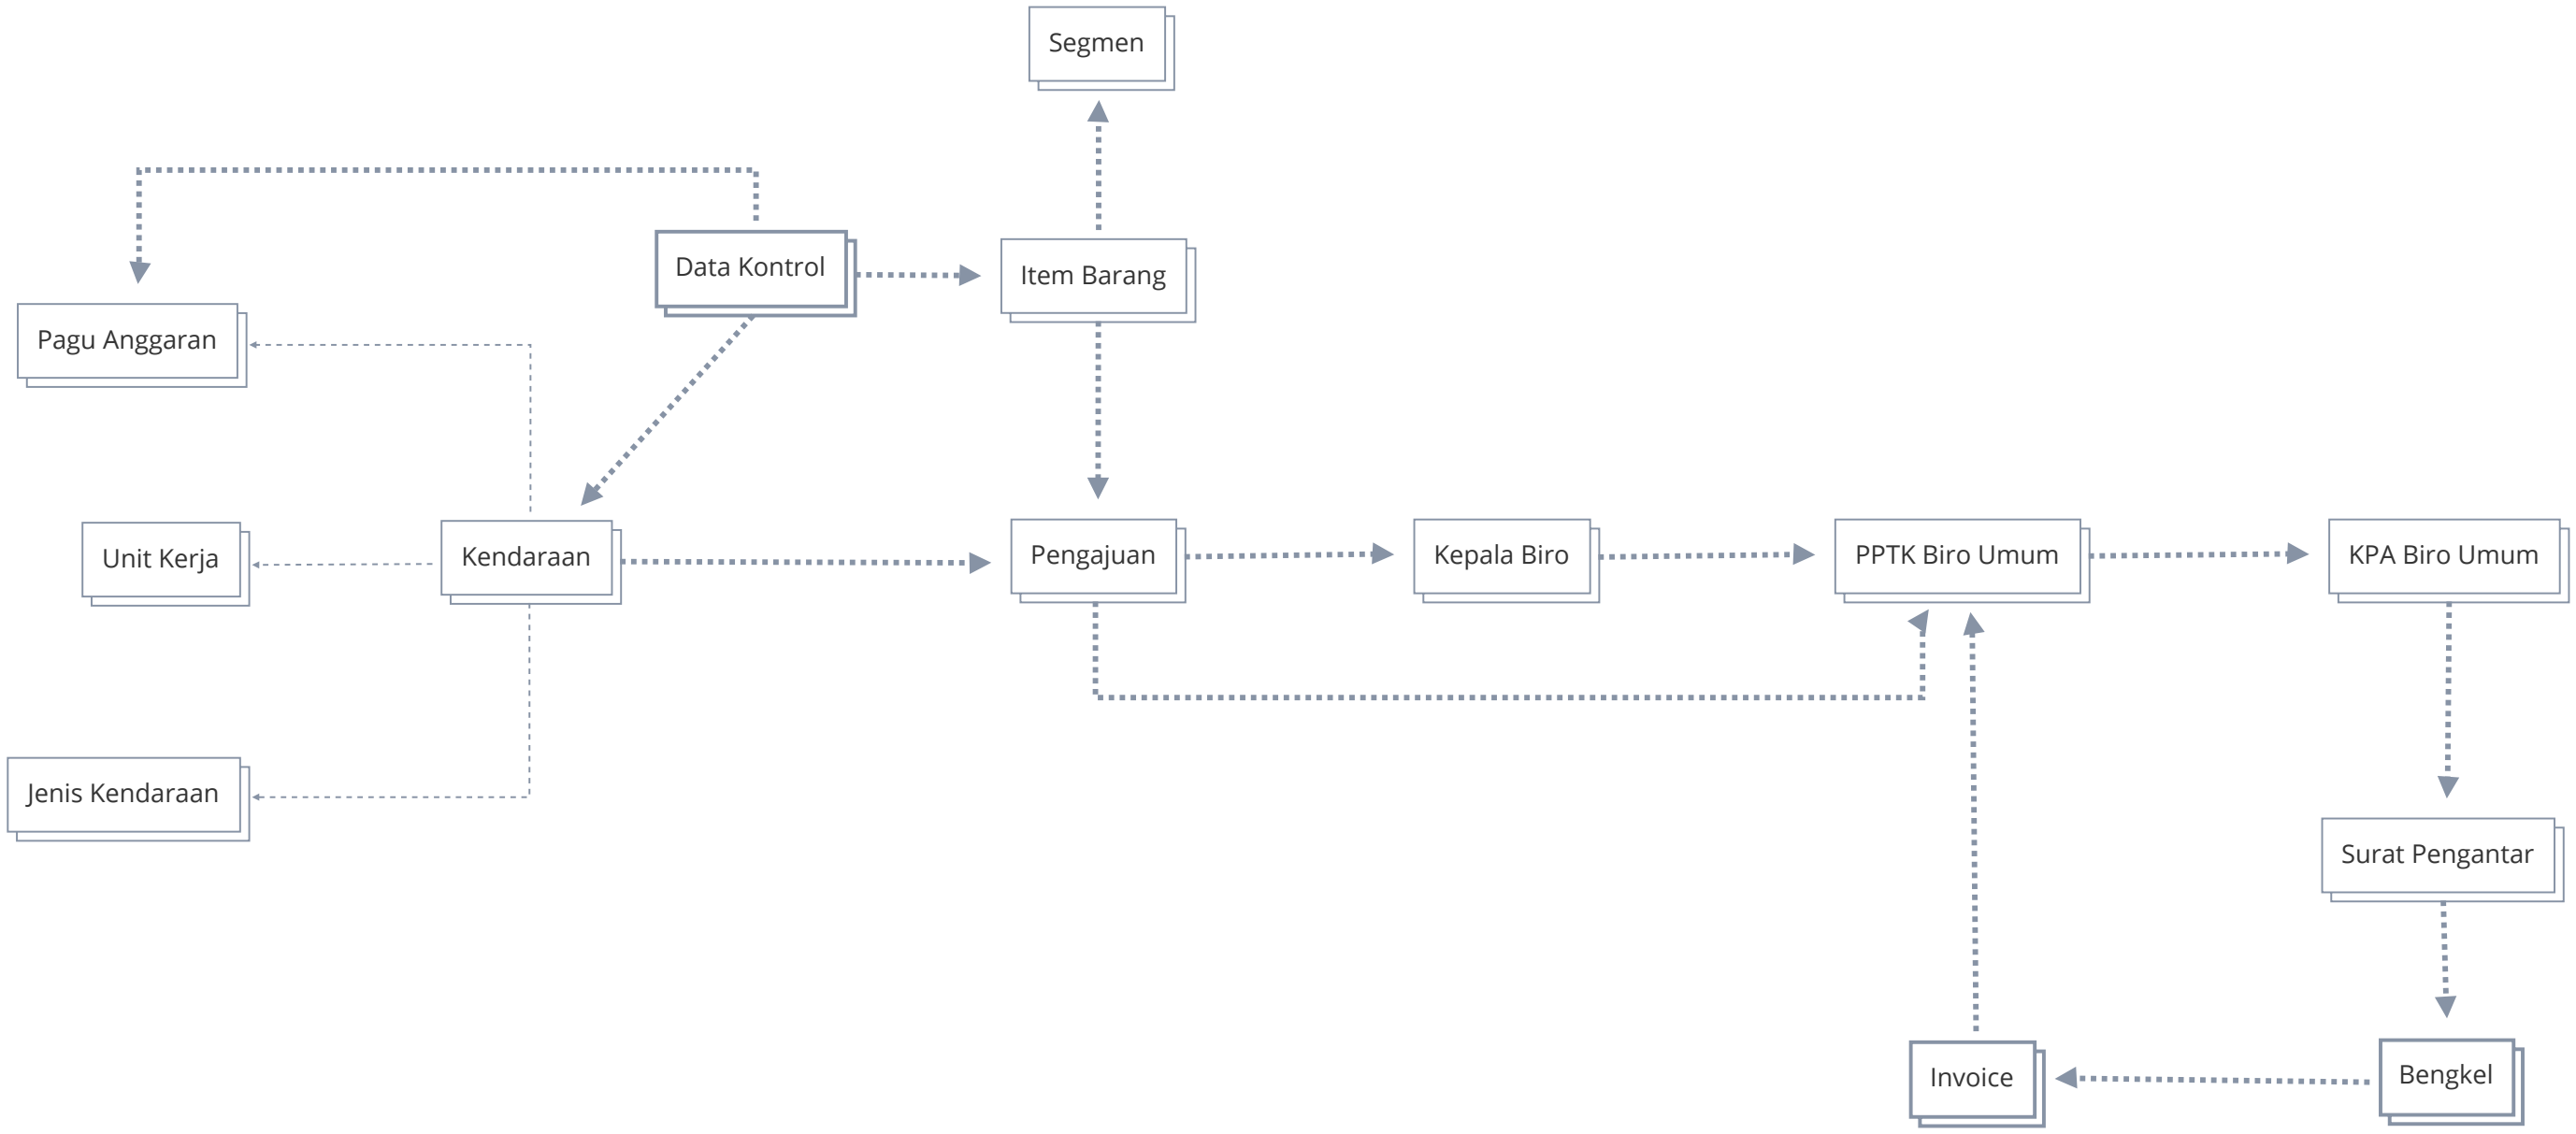 Segmen
Data Kontrol
Item Barang
Pagu Anggaran
Unit Kerja
Kendaraan
Pengajuan
Kepala Biro
PPTK Biro Umum
KPA Biro Umum
Jenis Kendaraan
Surat Pengantar
Invoice
Bengkel